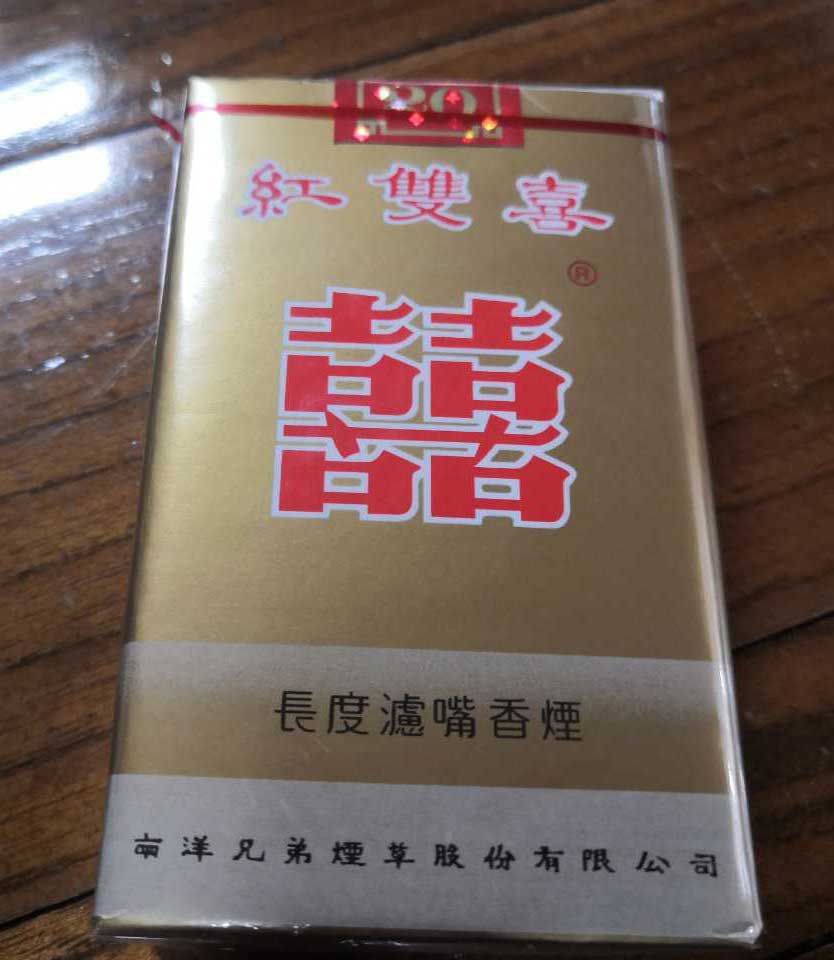 20
紅雙喜
®
囍
長度濾嘴香煙
南洋兄弟煙草股份有限公司